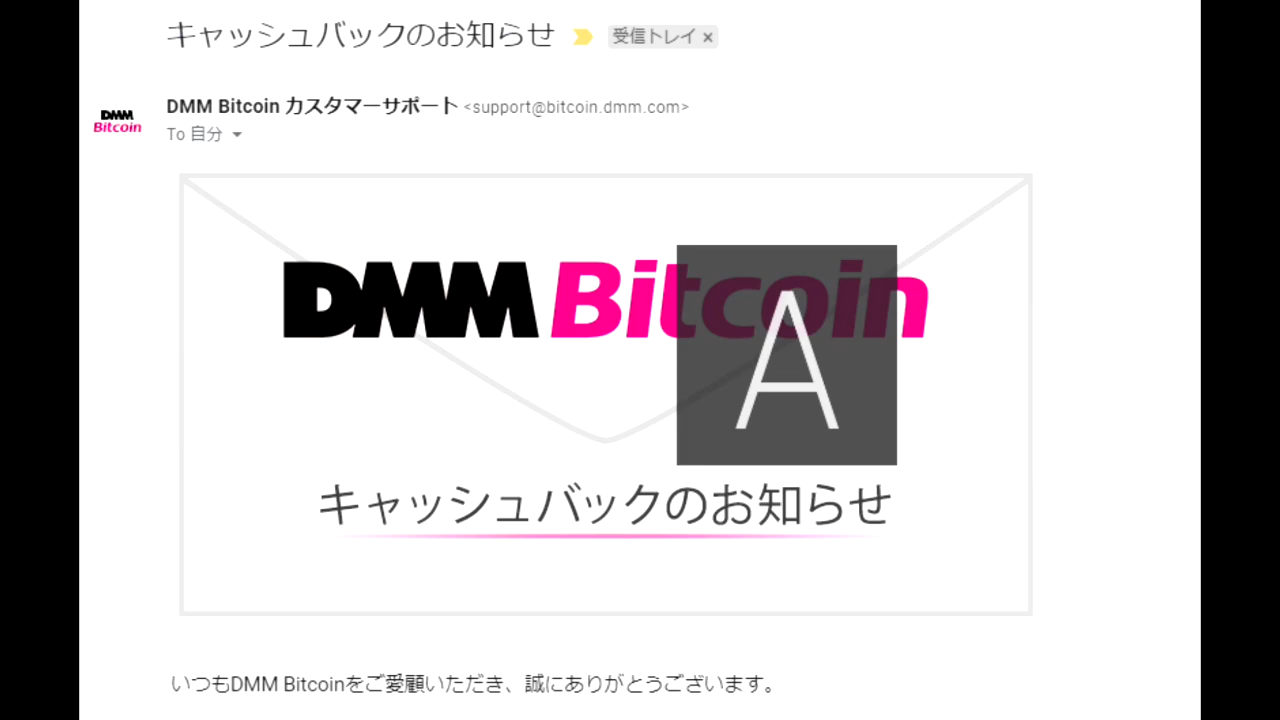 キャッシュバックのお知らせ 受信トレイ ×
DMM Bitcoin カスタマーサポート <support@bitcoin.dmm.com>
DMM
Bitcoin
To 自分
DMM Bitcoin
A
キャッシュバックのお知らせ
いつもDMM Bitcoinをご愛顧いただき、誠にありがとうございます。